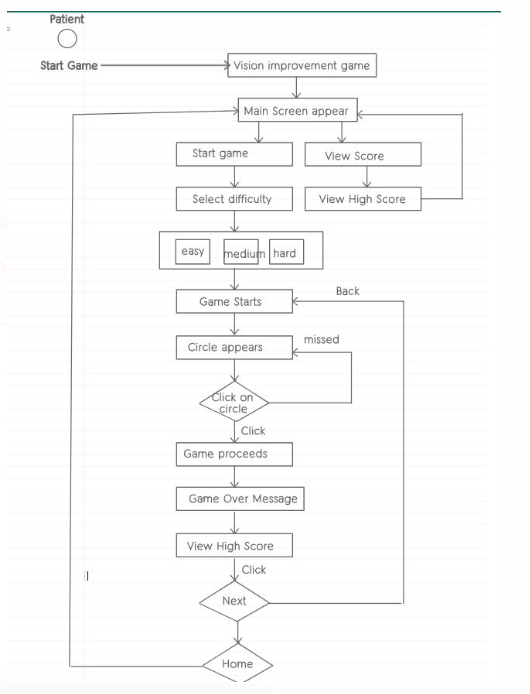 Patient
Start Game
Vision improvement game
Main Screen appear
Start game
View Score
Select difficulty
View High Score
easy
medium
hard
Game Starts
Back
Circle appears
missed
Click on
circle
Click
Game proceeds
Game Over Message
View High Score
Click
Next
Home